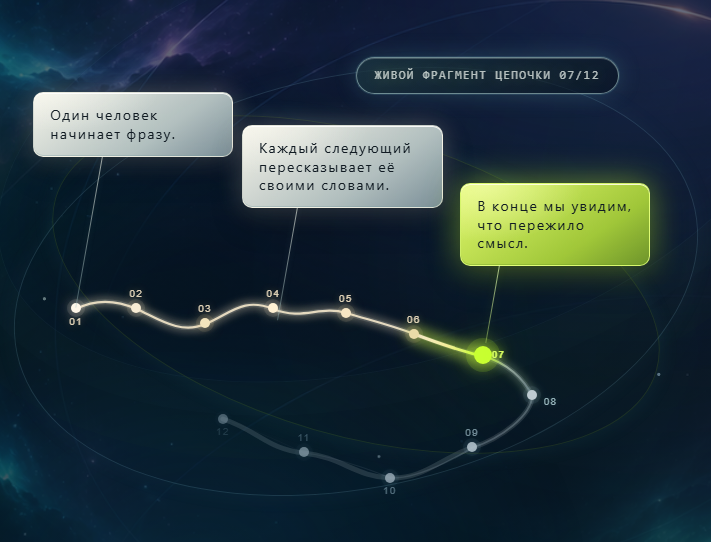 ЖИВОЙ ФРАГМЕНТ ЦЕПОЧКИ 07/12
Один человек
начинает фразу.
Каждый следующий
пересказывает её
своими словами.
В конце мы увидим,
что пережило
смысл.
01
02
03
04
05
06
07
08
09
10
11
12